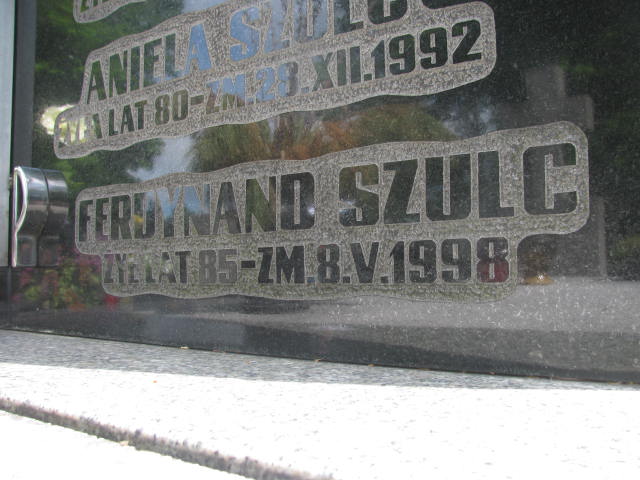 ANIELA SZULC
ŻYŁA LAT 80-ZM.28.XII.1992
FERDYNAND SZULC
ŻYŁ LAT 85-ZM.8.V.1998